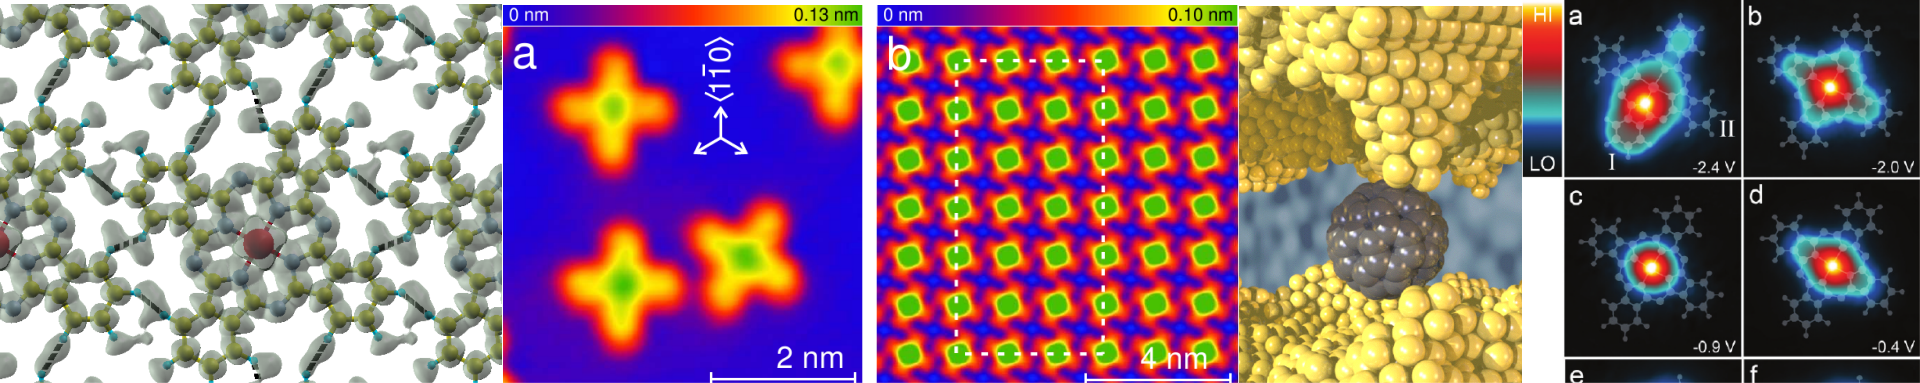 0 nm 0.13 nm
a
⟨11̄0⟩
2 nm
0 nm 0.10 nm
b
4 nm
HI
LO
a
I
II
-2.4 V
b
-2.0 V
c
-0.9 V
d
-0.4 V
e
f